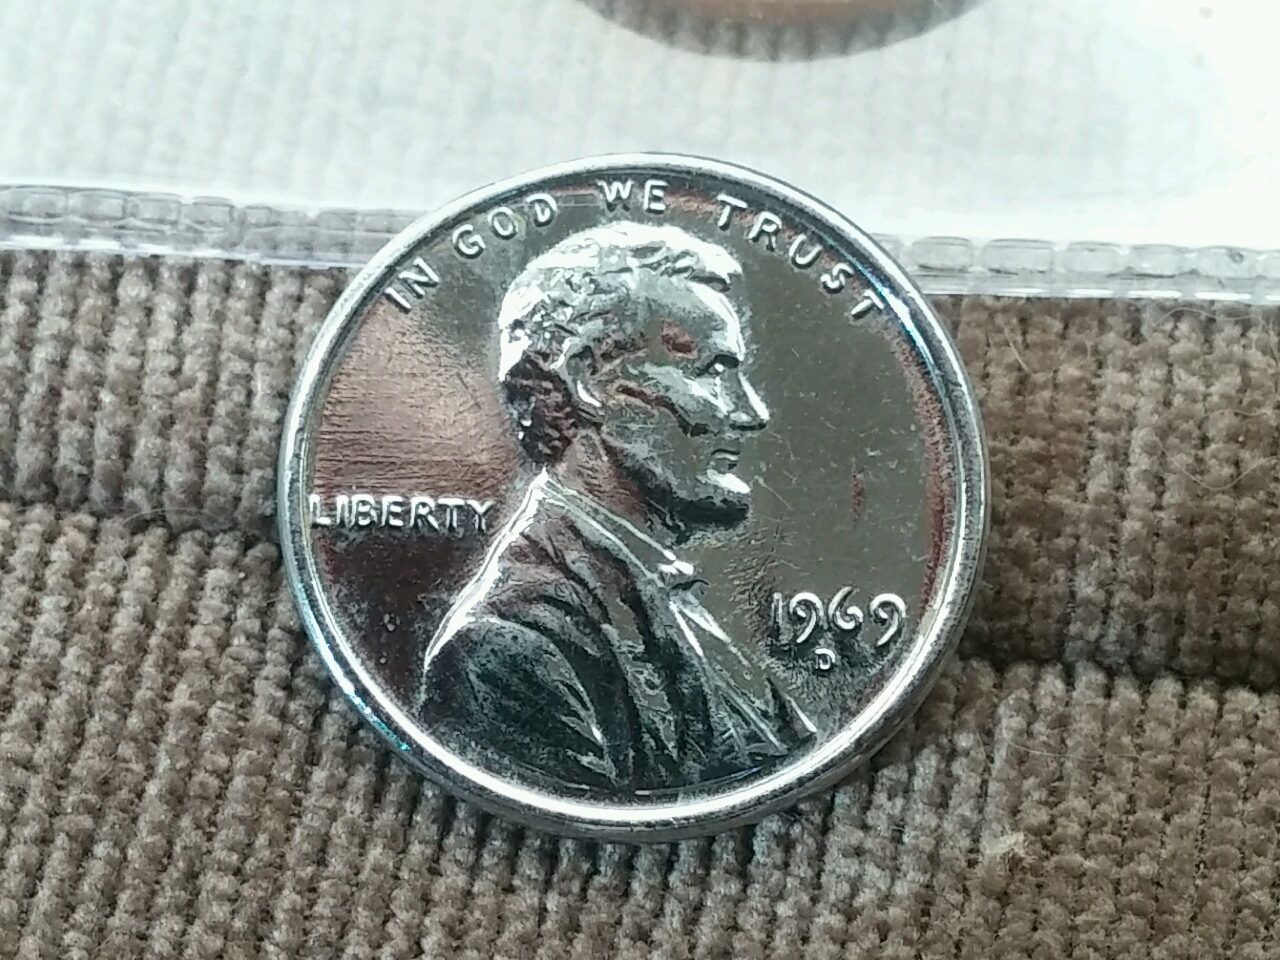 IN GOD WE TRUST
LIBERTY
1969
D